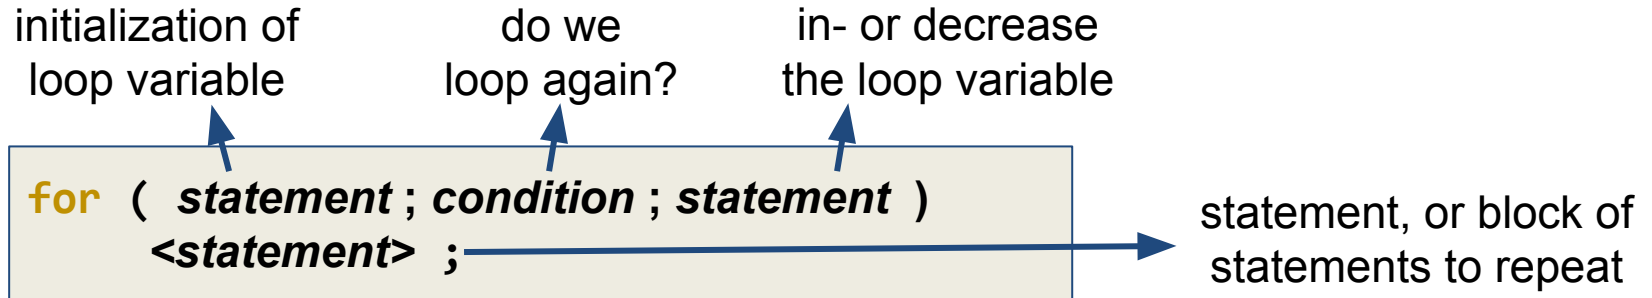 initialization of
loop variable
do we
loop again?
in- or decrease
the loop variable
for ( statement ; condition ; statement )
<statement> ;
statement, or block of
statements to repeat